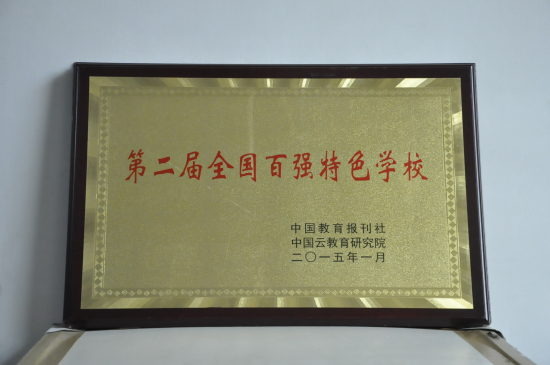 第二届全国百强特色学校
中国教育报刊社
中国云教育研究院
二〇一五年一月